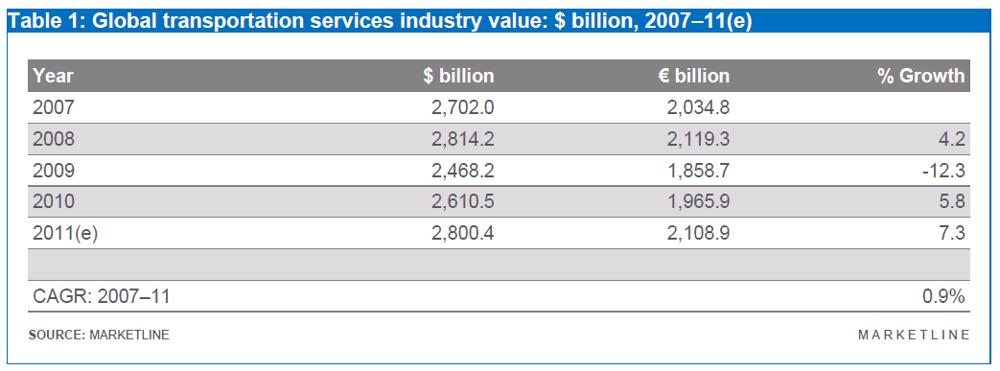 Table 1: Global transportation services industry value: $ billion, 2007–11(e)
Year $ billion € billion % Growth
2007 2,702.0 2,034.8
2008 2,814.2 2,119.3 4.2
2009 2,468.2 1,858.7 -12.3
2010 2,610.5 1,965.9 5.8
2011(e) 2,800.4 2,108.9 7.3
CAGR: 2007–11 0.9%
SOURCE: MARKETLINE MARKETLINE